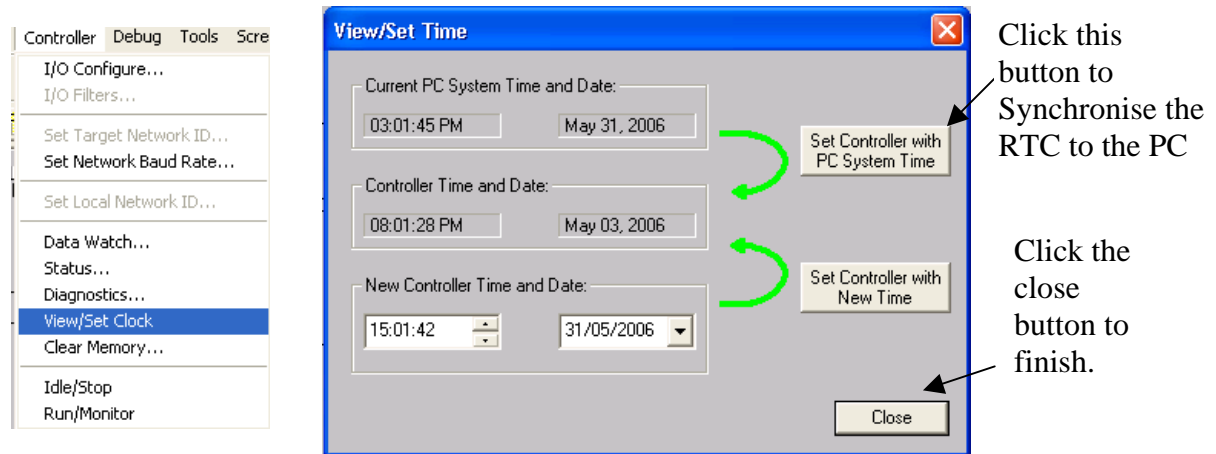 Controller Debug Tools Scre
I/O Configure...
I/O Filters...
Set Target Network ID...
Set Network Baud Rate...
Set Local Network ID...
Data Watch...
Status...
Diagnostics...
View/Set Clock
Clear Memory...
Idle/Stop
Run/Monitor
View/Set Time
Current PC System Time and Date:
03:01:45 PM May 31, 2006
Set Controller with
PC System Time
Controller Time and Date:
08:01:28 PM May 03, 2006
New Controller Time and Date:
15:01:42 31/05/2006
Set Controller with
New Time
Close
Click this
button to
Synchronise the
RTC to the PC
Click the
close
button to
finish.